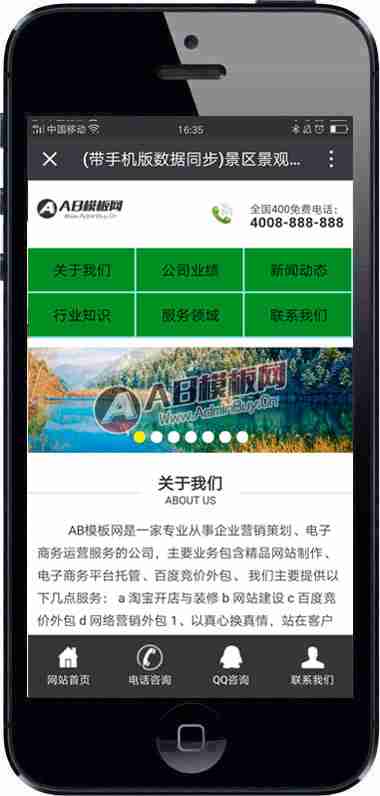 中国移动
16:35
(带手机版数据同步)景区景观...
AB模板网
Www.AdminBuy.Cn
全国400免费电话:
4008-888-888
关于我们 公司业绩 新闻动态
行业知识 服务领域 联系我们
AB模板网
Www.AdminBuy.Cn
关于我们
ABOUT US
AB模板网是一家专业从事企业营销策划、电子
商务运营服务的公司，主要业务包含精品网站制作、
电子商务平台托管、百度竞价外包、我们主要提供以
下几点服务： a 淘宝开店与装修 b 网站建设 c 百度竞
价外包 d 网络营销外包 1、以真心换真情，站在客户
网站首页 电话咨询 QQ咨询 联系我们